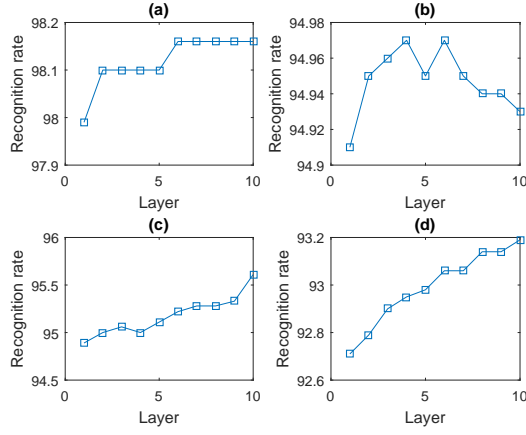 (a)
98.2
98.1
98
97.9
Recognition rate
0
5
10
Layer
(b)
94.98
94.96
94.94
94.92
94.9
Recognition rate
0
5
10
Layer
(c)
96
95.5
95
94.5
Recognition rate
0
5
10
Layer
(d)
93.2
93
92.8
92.6
Recognition rate
0
5
10
Layer